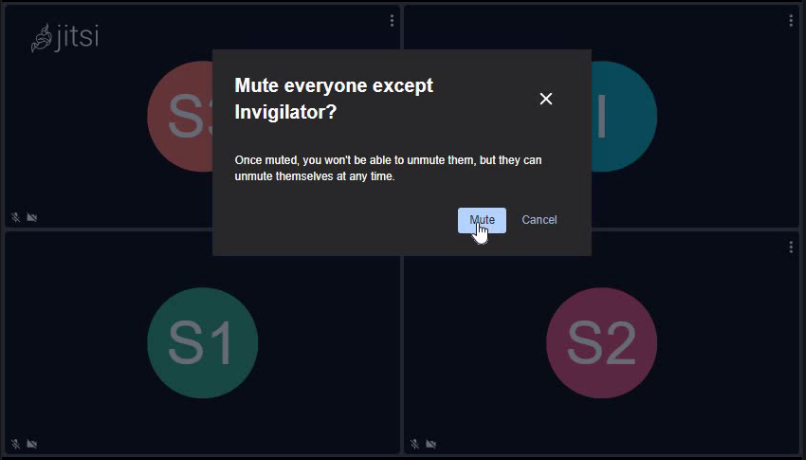 jitsi
Mute everyone except
Invigilator?
Once muted, you won't be able to unmute them, but they can
unmute themselves at any time.
Mute Cancel
I
S1
S2